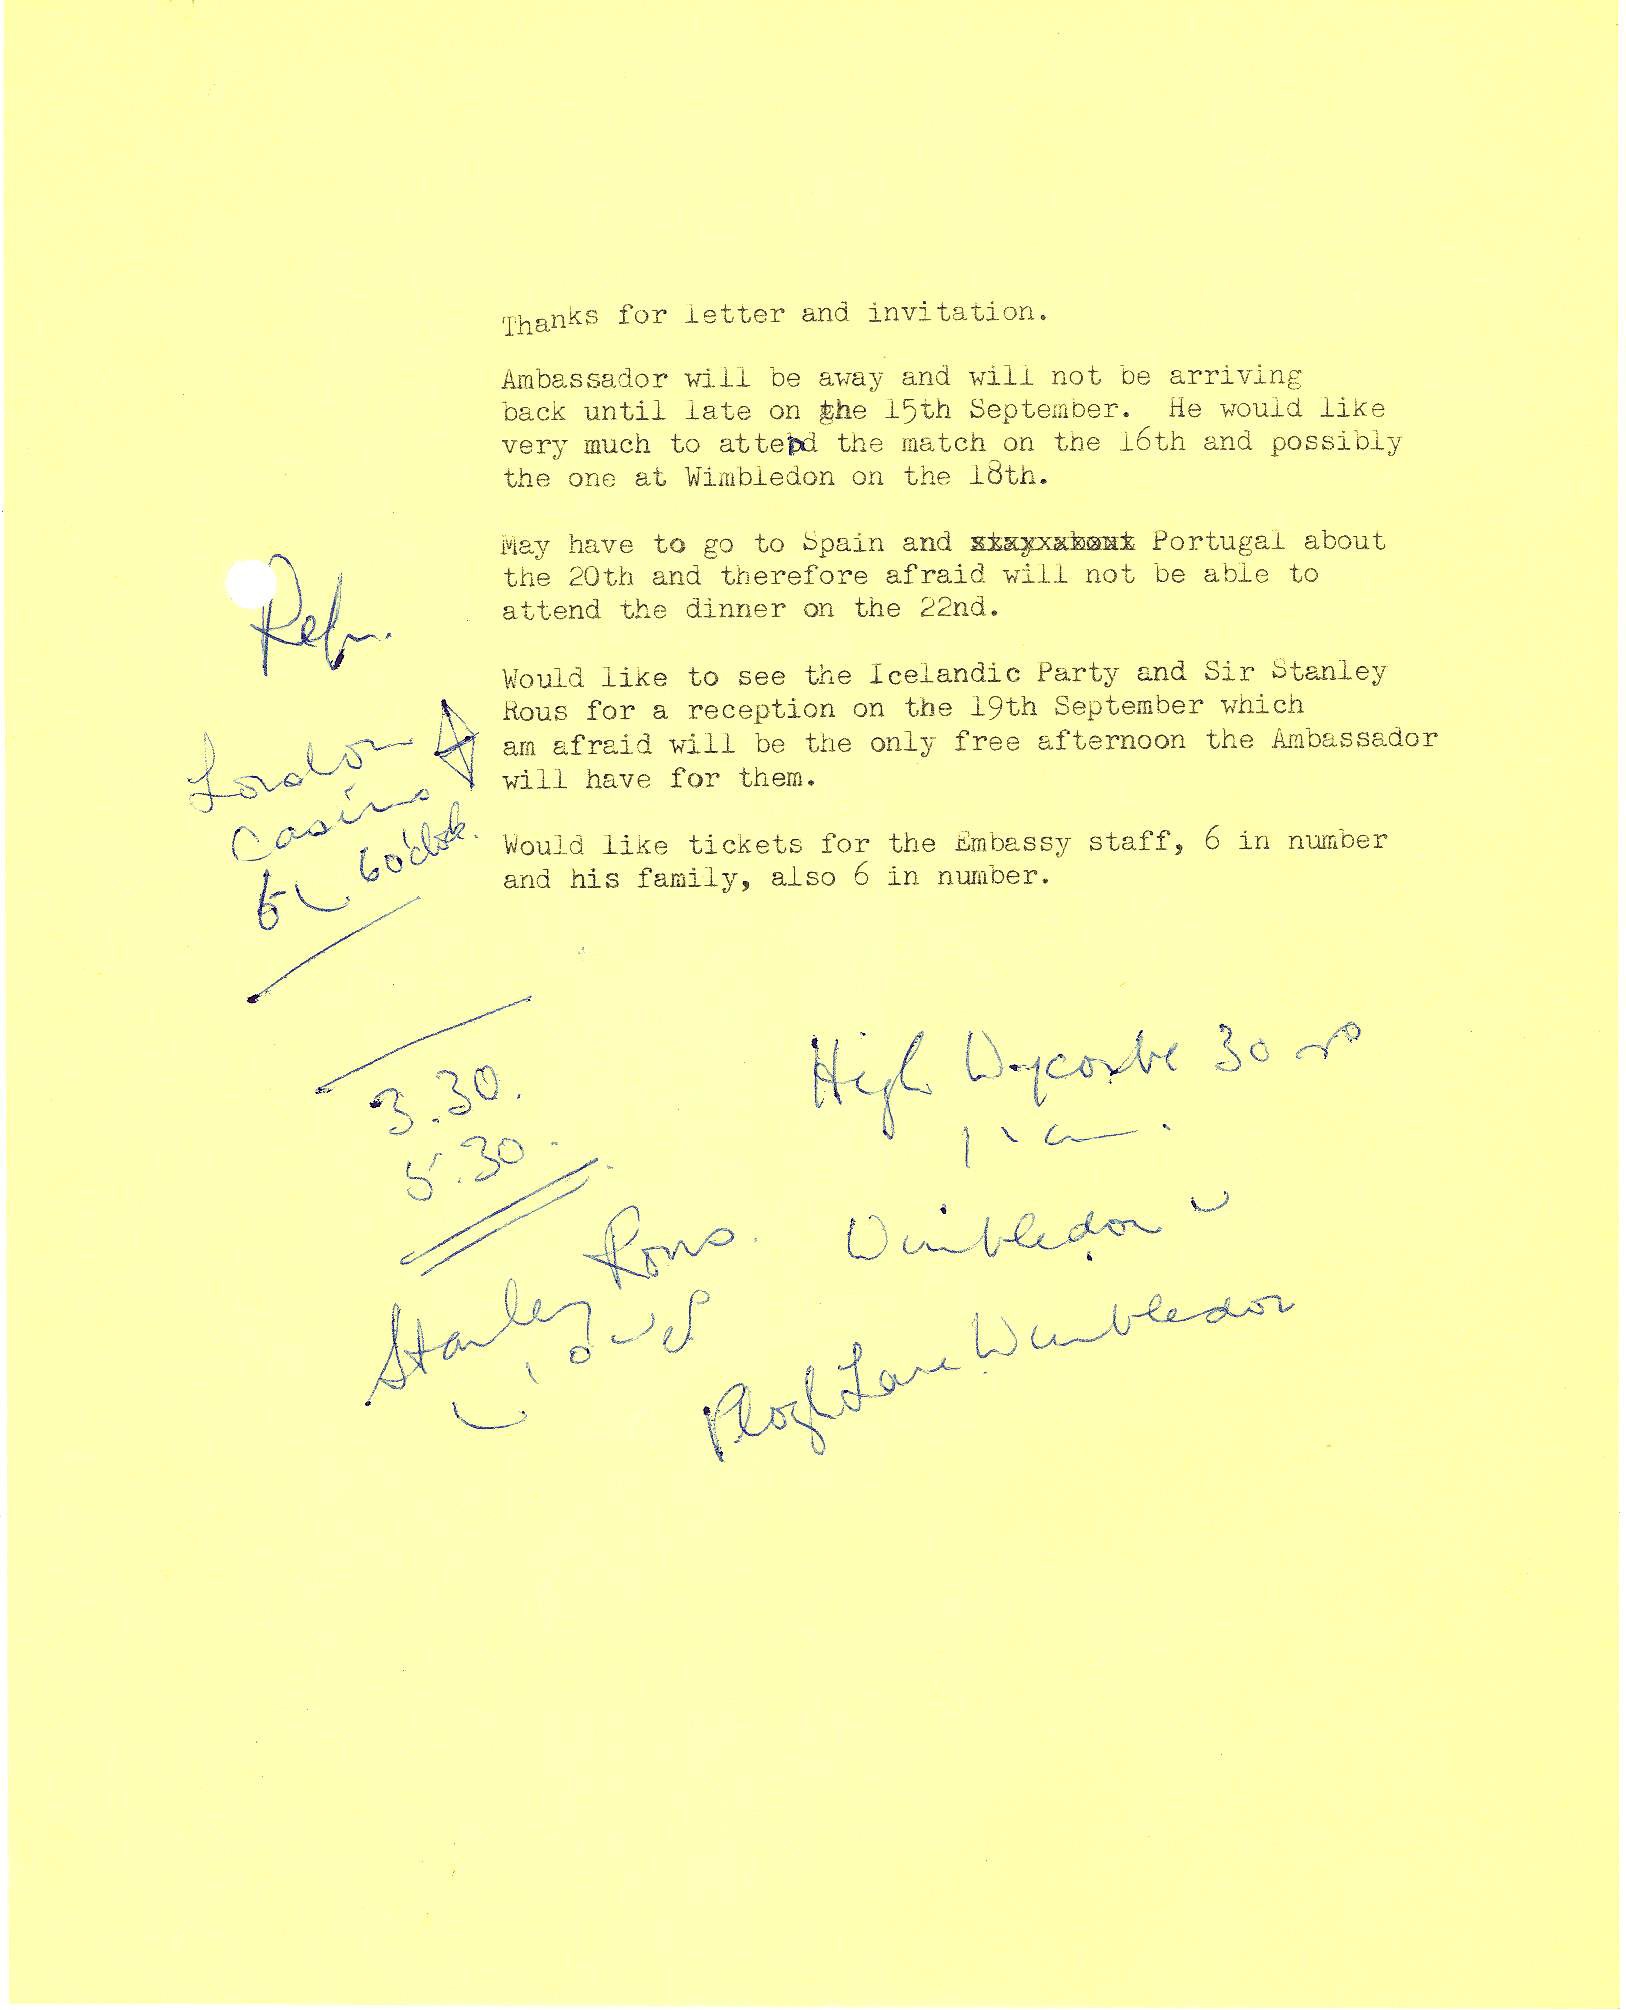 Thanks for letter and invitation.
Ambassador will be away and will not be arriving
back until late on the 15th September. He would like
very much to attend the match on the 16th and possibly
the one at Wimbledon on the 18th.
May have to go to Spain and stayxabout Portugal about
the 20th and therefore afraid will not be able to
attend the dinner on the 22nd.
Would like to see the Icelandic Party and Sir Stanley
Rous for a reception on the 19th September which
am afraid will be the only free afternoon the Ambassador
will have for them.
Would like tickets for the Embassy staff, 6 in number
and his family, also 6 in number.
London
Casino
6 o'clock.
3.30.
5.30.
High Wycombe 30
Stanley Rous.
Wimbledon
Plogh Lane Wimbledon